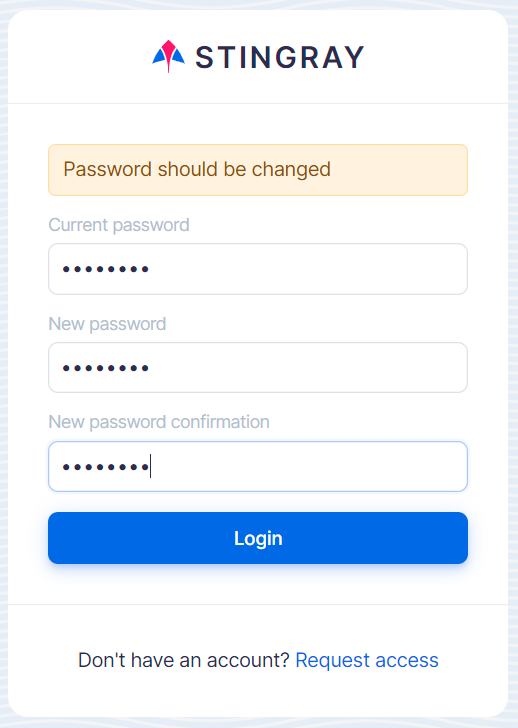 STINGRAY
Password should be changed
Current password
••••••••
New password
••••••••
New password confirmation
••••••••
Login
Don't have an account? Request access